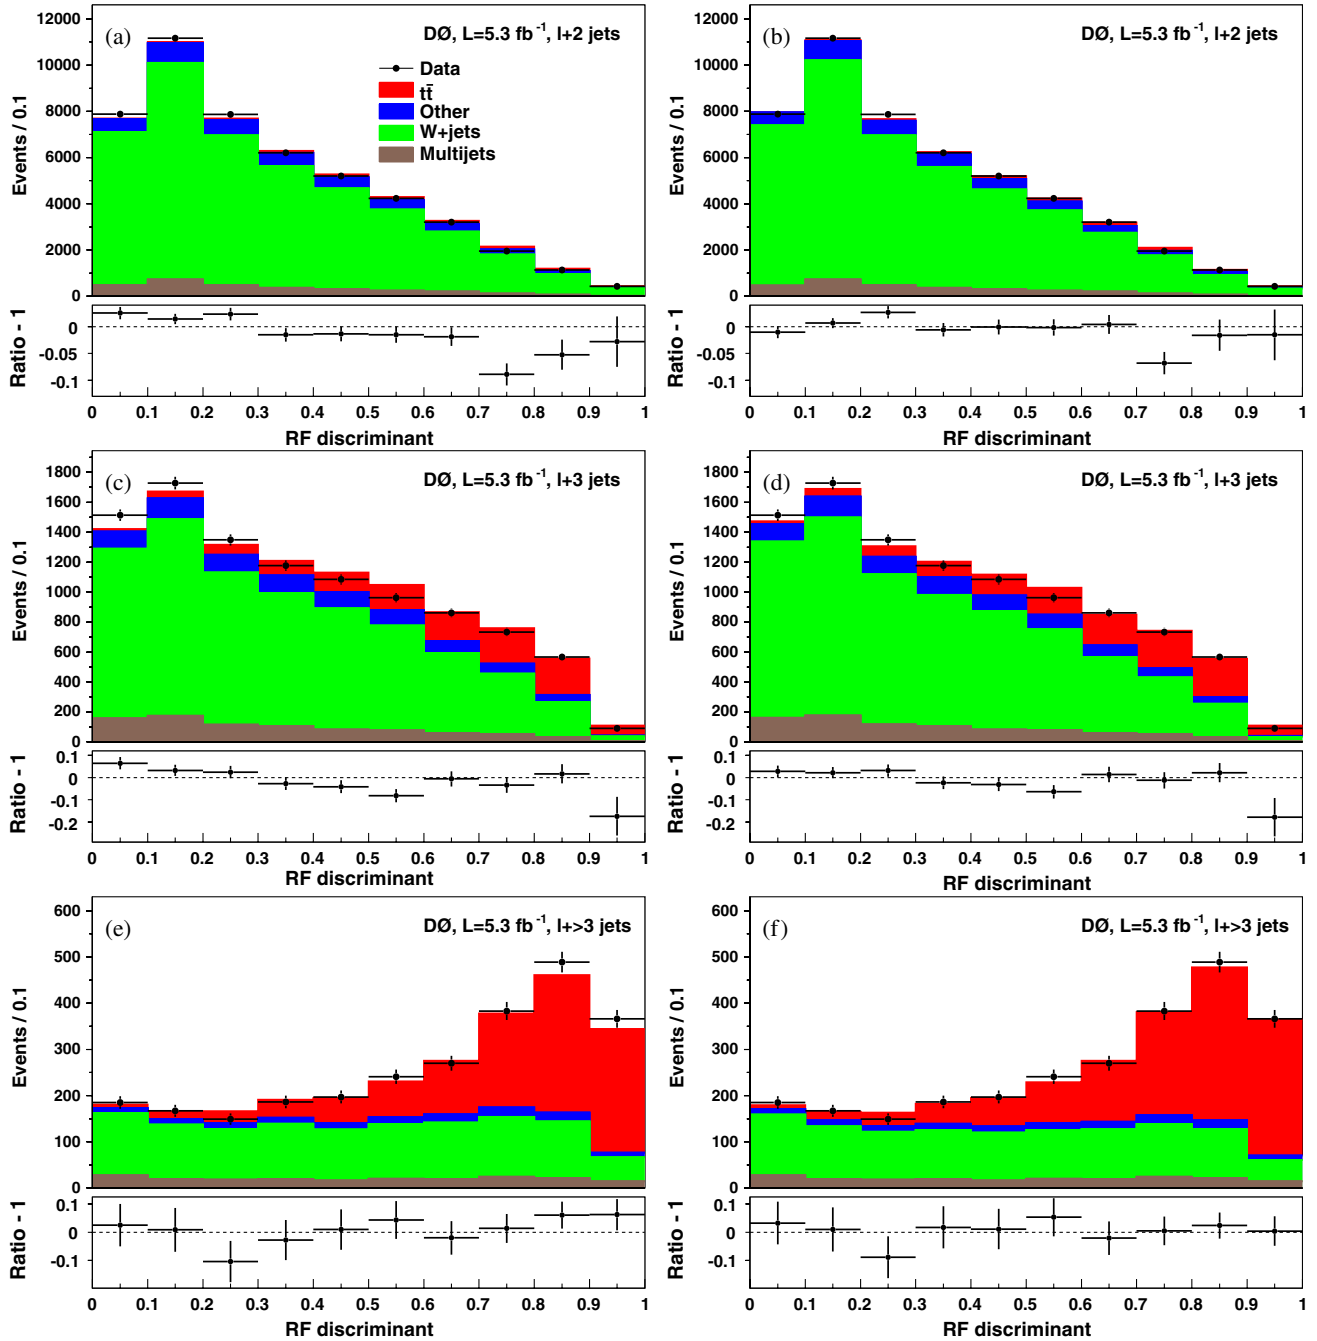 (a) DØ, L=5.3 fb⁻¹, l+2 jets
Data
tt̄
Other
W+jets
Multijets
Events / 0.1
12000
10000
8000
6000
4000
2000
0
Ratio - 1
0
-0.05
-0.1
0 0.1 0.2 0.3 0.4 0.5 0.6 0.7 0.8 0.9 1
RF discriminant
(b) DØ, L=5.3 fb⁻¹, l+2 jets
Events / 0.1
12000
10000
8000
6000
4000
2000
0
Ratio - 1
0
-0.05
-0.1
0 0.1 0.2 0.3 0.4 0.5 0.6 0.7 0.8 0.9 1
RF discriminant
(c) DØ, L=5.3 fb⁻¹, l+3 jets
Events / 0.1
1800
1600
1400
1200
1000
800
600
400
200
0
Ratio - 1
0.1
0
-0.1
-0.2
0 0.1 0.2 0.3 0.4 0.5 0.6 0.7 0.8 0.9 1
RF discriminant
(d) DØ, L=5.3 fb⁻¹, l+3 jets
Events / 0.1
1800
1600
1400
1200
1000
800
600
400
200
0
Ratio - 1
0.1
0
-0.1
-0.2
0 0.1 0.2 0.3 0.4 0.5 0.6 0.7 0.8 0.9 1
RF discriminant
(e) DØ, L=5.3 fb⁻¹, l+>3 jets
Events / 0.1
600
500
400
300
200
100
0
Ratio - 1
0.1
0
-0.1
0 0.1 0.2 0.3 0.4 0.5 0.6 0.7 0.8 0.9 1
RF discriminant
(f) DØ, L=5.3 fb⁻¹, l+>3 jets
Events / 0.1
600
500
400
300
200
100
0
Ratio - 1
0.1
0
-0.1
0 0.1 0.2 0.3 0.4 0.5 0.6 0.7 0.8 0.9 1
RF discriminant